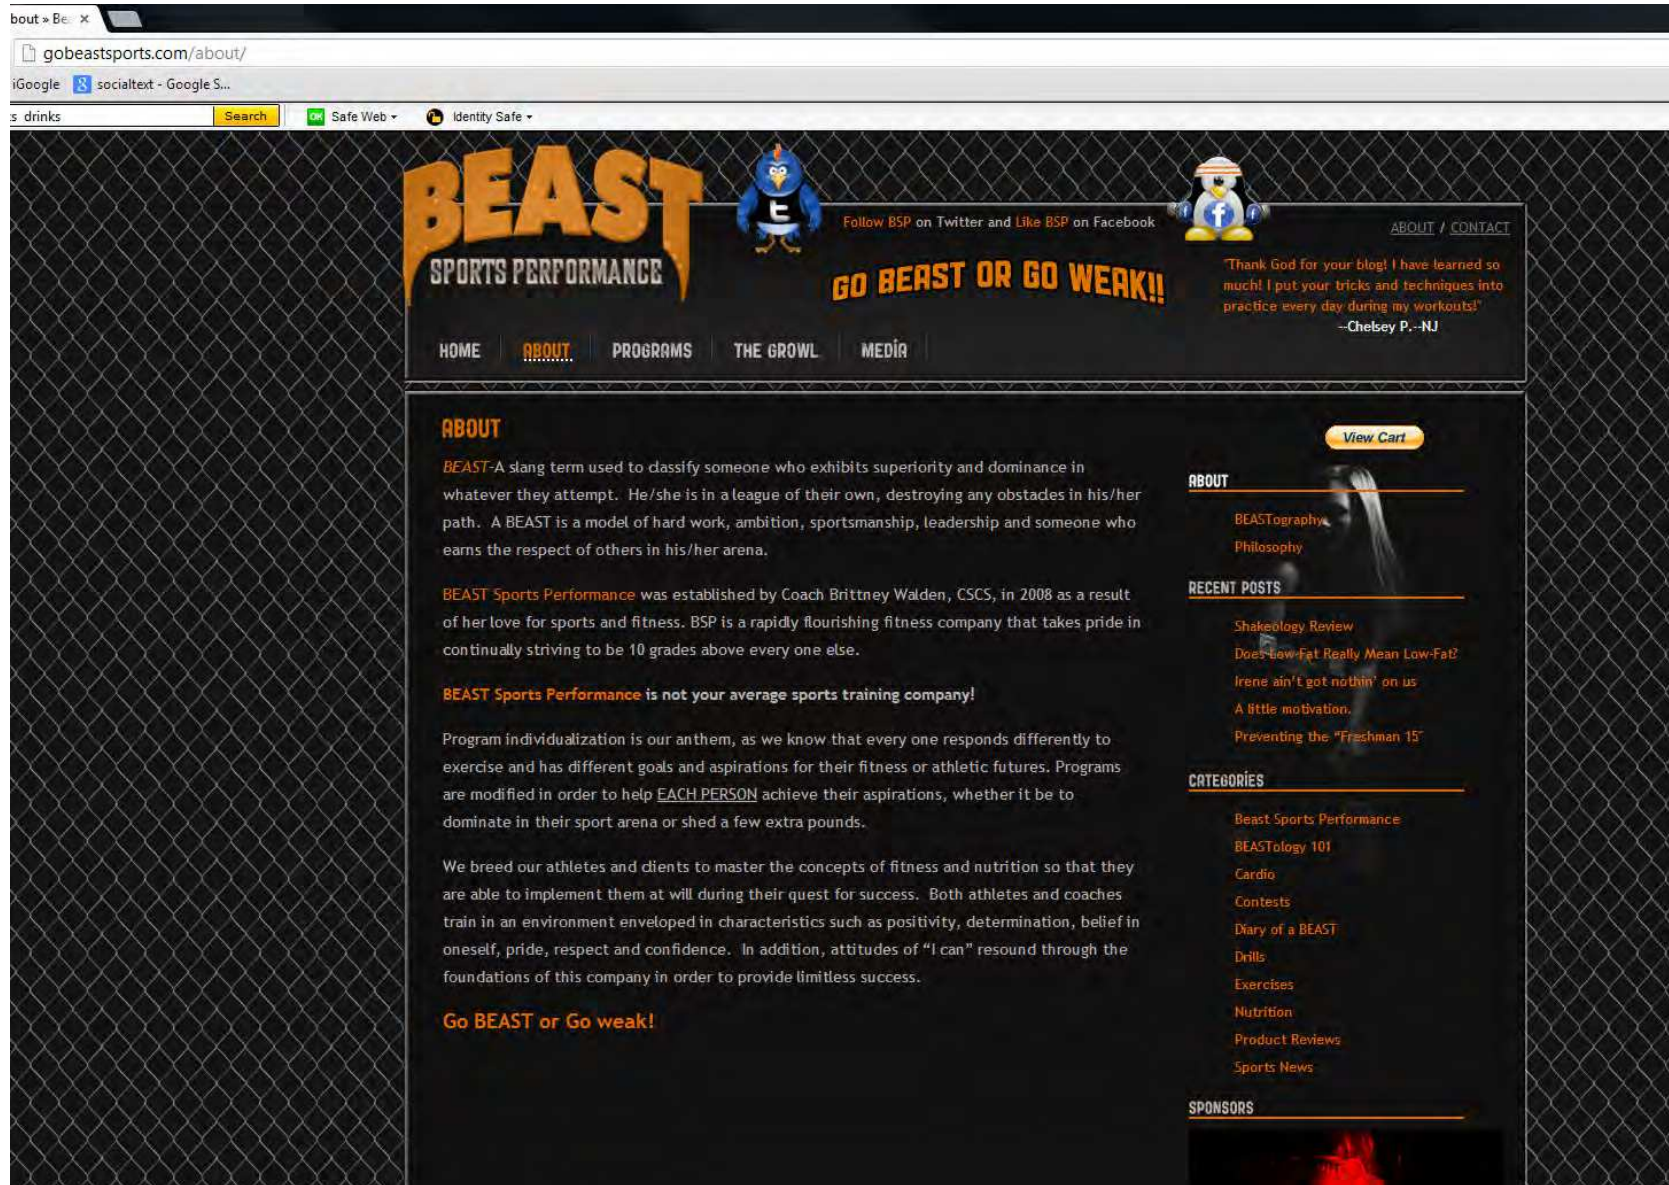 bout » Be
gobeastsports.com/about/
iGoogle socialtext - Google S...
s drinks Search Safe Web Identity Safe
BEAST
SPORTS PERFORMANCE
Follow BSP on Twitter and Like BSP on Facebook
GO BEAST OR GO WEAK!!
ABOUT / CONTACT
"Thank God for your blog! I have learned so
much! I put your tricks and techniques into
practice every day during my workouts!"
--Chelsey P.--NJ
HOME ABOUT PROGRAMS THE GROWL MEDIA
ABOUT
BEAST-A slang term used to classify someone who exhibits superiority and dominance in
whatever they attempt. He/she is in a league of their own, destroying any obstacles in his/her
path. A BEAST is a model of hard work, ambition, sportsmanship, leadership and someone who
earns the respect of others in his/her arena.
BEAST Sports Performance was established by Coach Brittney Walden, CSCS, in 2008 as a result
of her love for sports and fitness. BSP is a rapidly flourishing fitness company that takes pride in
continually striving to be 10 grades above every one else.
BEAST Sports Performance is not your average sports training company!
Program individualization is our anthem, as we know that every one responds differently to
exercise and has different goals and aspirations for their fitness or athletic futures. Programs
are modified in order to help EACH PERSON achieve their aspirations, whether it be to
dominate in their sport arena or shed a few extra pounds.
We breed our athletes and clients to master the concepts of fitness and nutrition so that they
are able to implement them at will during their quest for success. Both athletes and coaches
train in an environment enveloped in characteristics such as positivity, determination, belief in
oneself, pride, respect and confidence. In addition, attitudes of “I can” resound through the
foundations of this company in order to provide limitless success.
Go BEAST or Go weak!
View Cart
ABOUT
BEASTography
Philosophy
RECENT POSTS
Shakeology Review
Does Low-Fat Really Mean Low-Fat?
Irene ain't got nothin' on us
A little motivation.
Preventing the “Freshman 15”
CATEGORIES
Beast Sports Performance
BEASTology 101
Cardio
Contests
Diary of a BEAST
Drills
Exercises
Nutrition
Product Reviews
Sports News
SPONSORS